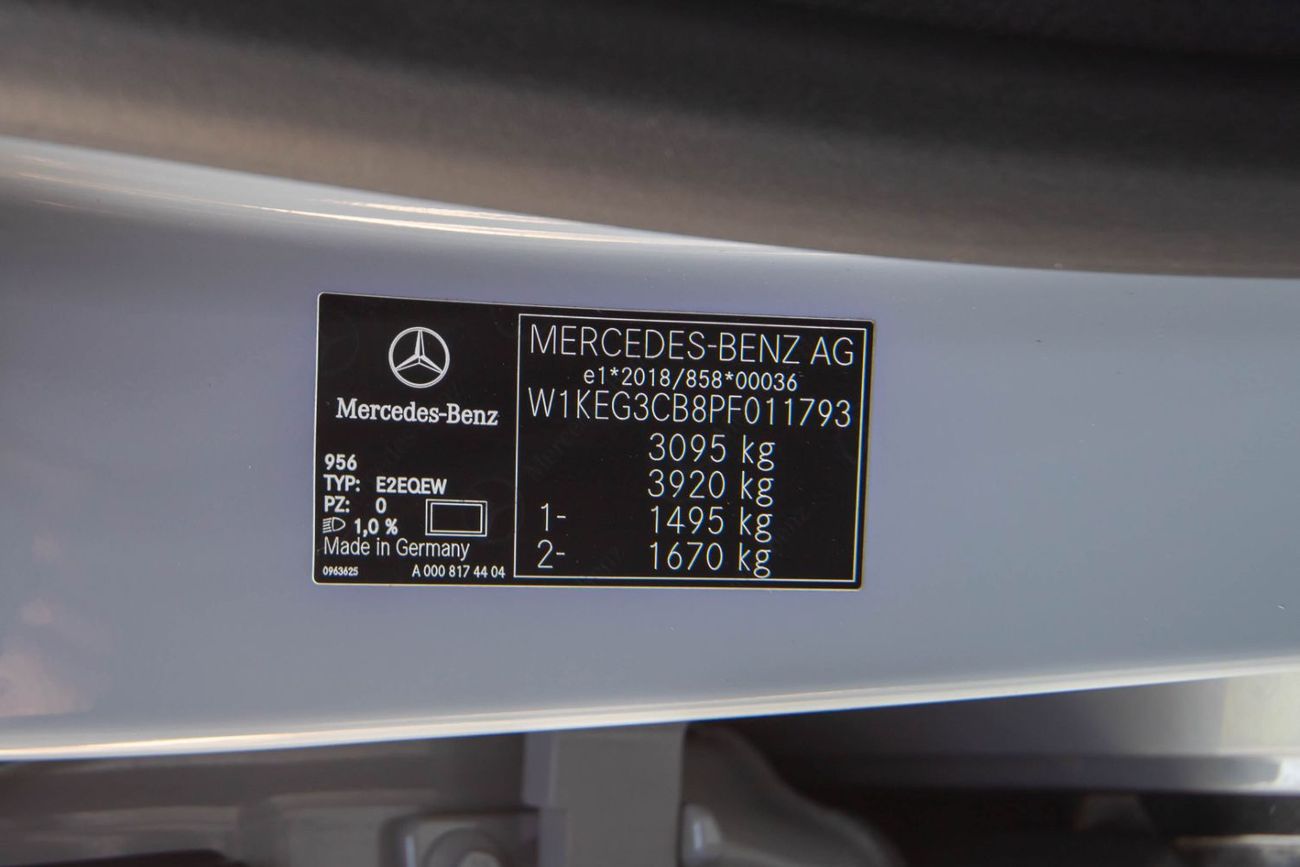 Mercedes-Benz
956
TYP: E2EQEW
PZ: 0
1,0 %
Made in Germany
0963625 A 000 817 44 04
MERCEDES-BENZ AG
e1*2018/858*00036
W1KEG3CB8PF011793
3095 kg
3920 kg
1- 1495 kg
2- 1670 kg